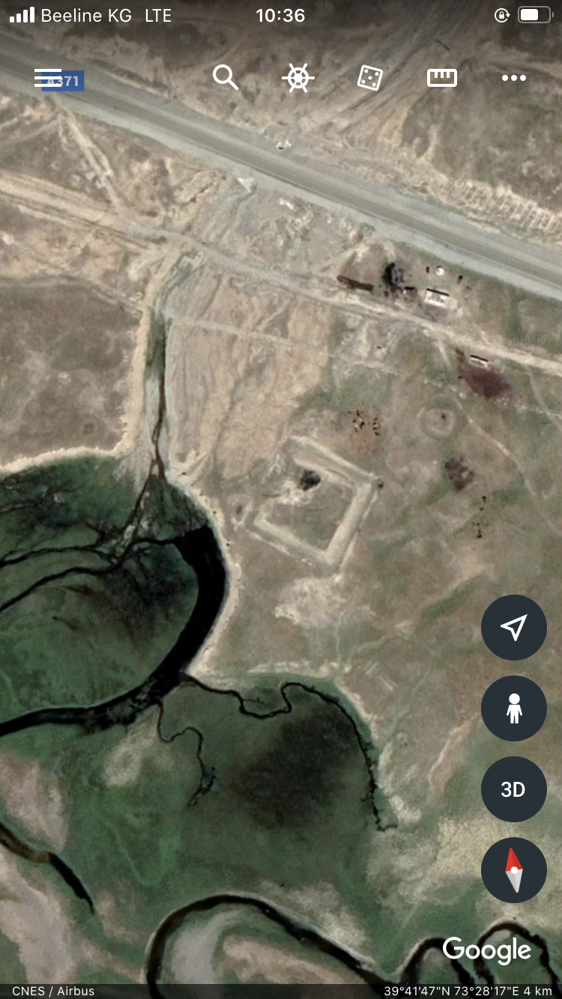 Beeline KG LTE 10:36
A371
3D
Google
CNES / Airbus 39°41'47"N 73°28'17"E 4 km